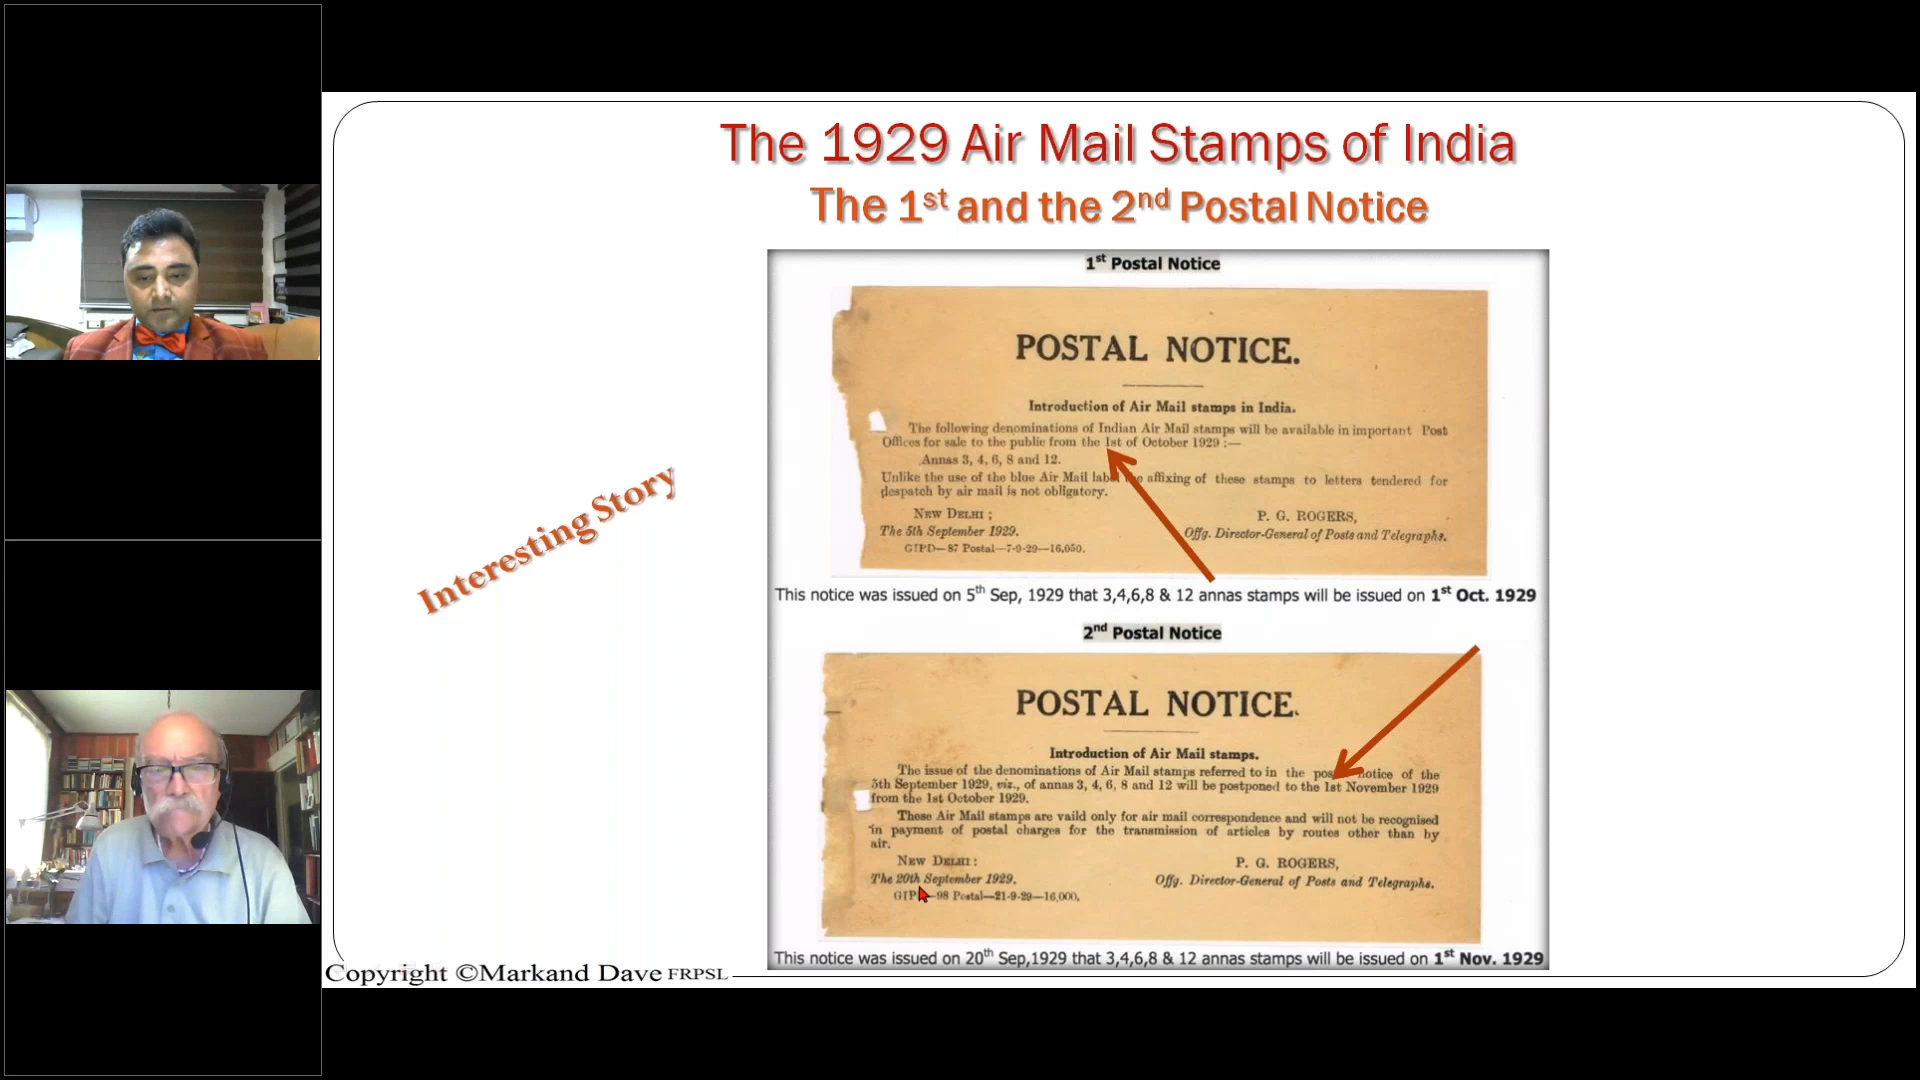 The 1929 Air Mail Stamps of India
The 1st and the 2nd Postal Notice
Interesting Story
1st Postal Notice
POSTAL NOTICE.
Introduction of Air Mail stamps in India.
The following denominations of Indian Air Mail stamps will be available in important Post
Offices for sale to the public from the 1st of October 1929 :—
Annas 3, 4, 6, 8 and 12.
Unlike the use of the blue Air Mail affixing of these stamps to letters tendered for
despatch by air mail is not obligatory.
NEW DELHI ;
The 5th September 1929.
GIPD—87 Postal—7-9-29—16,050.
P. G. ROGERS,
Offg. Director-General of Posts and Telegraphs.
This notice was issued on 5th Sep, 1929 that 3,4,6,8 & 12 annas stamps will be issued on 1st Oct. 1929
2nd Postal Notice
POSTAL NOTICE.
Introduction of Air Mail stamps.
The issue of the denominations of Air Mail stamps referred to in the of the
5th September 1929, viz., of annas 3, 4, 6, 8 and 12 will be postponed to the 1st November 1929
from the 1st October 1929.
These Air Mail stamps are vaild only for air mail correspondence and will not be recognised
in payment of postal charges for the transmission of articles by routes other than by
air.
NEW DELHI :
The 20th September 1929.
98 Postal—21-9-29—16,000,
P. G. ROGERS,
Offg. Director-General of Posts and Telegraphs.
This notice was issued on 20th Sep,1929 that 3,4,6,8 & 12 annas stamps will be issued on 1st Nov. 1929
Copyright ©Markand Dave FRPSL